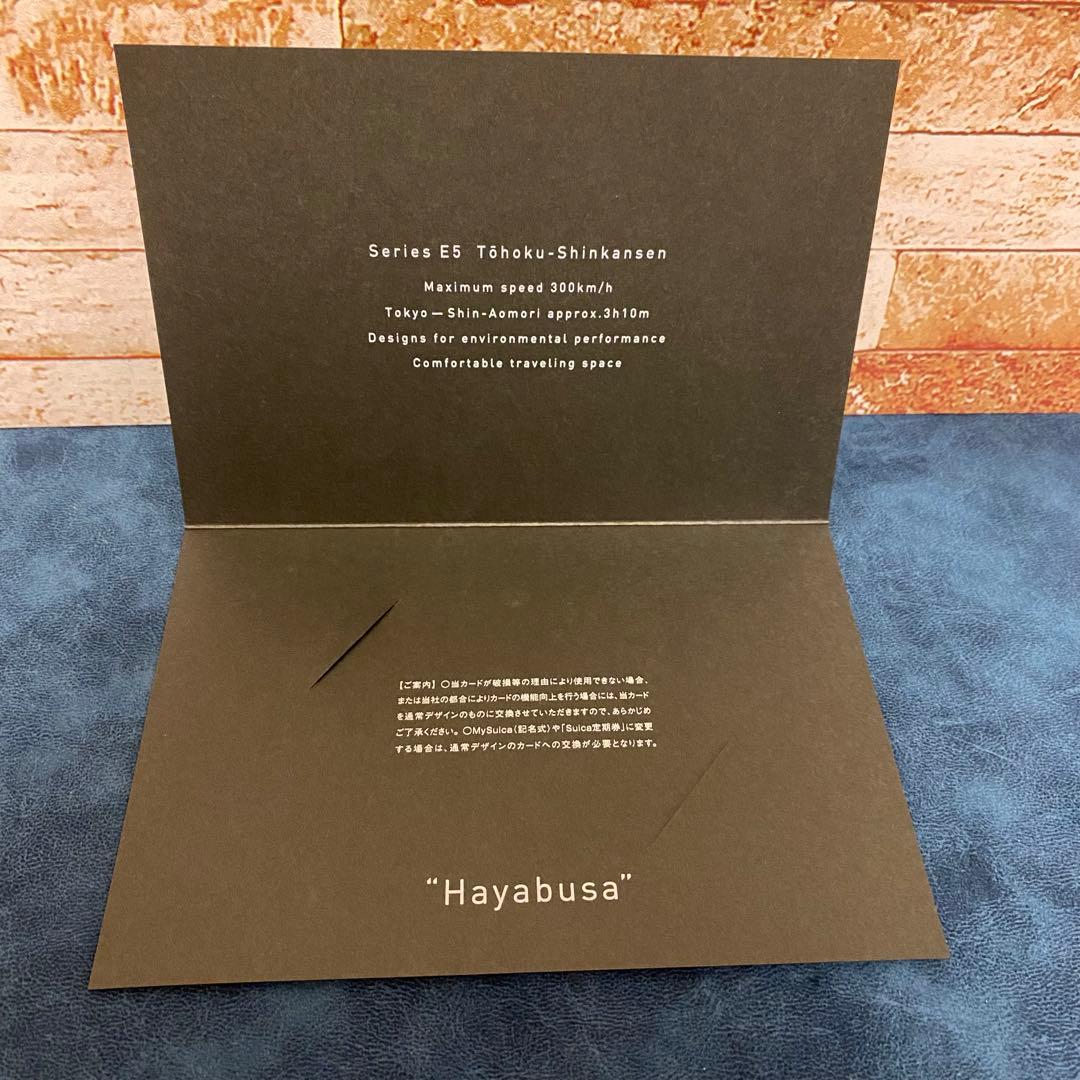 Series E5 Tōhoku-Shinkansen
Maximum speed 300km/h
Tokyo — Shin-Aomori approx.3h10m
Designs for environmental performance
Comfortable traveling space
【ご案内】 〇当カードが破損等の理由により使用できない場合、
または当社の都合によりカードの機能向上を行う場合には、当カード
を通常デザインのものに交換させていただきますので、あらかじめ
ご了承ください。〇MySuica(記名式)や「Suica定期券」に変更
する場合は、通常デザインのカードへの交換が必要となります。
“Hayabusa”